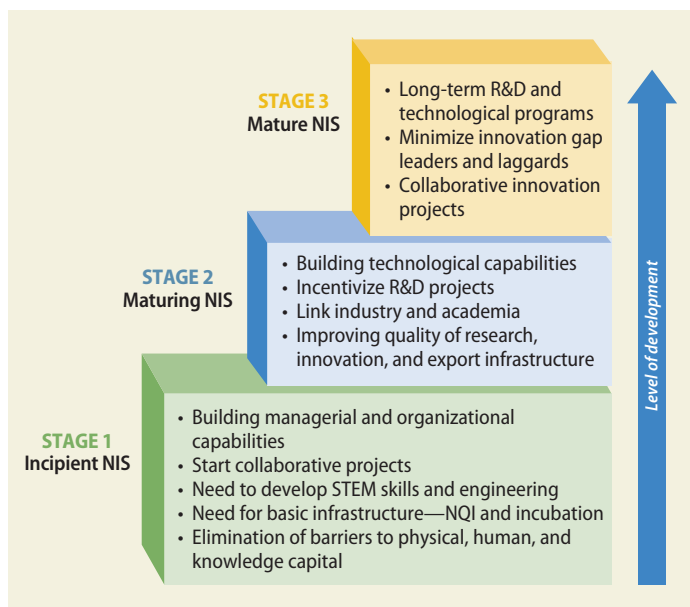 STAGE 3
Mature NIS
• Long-term R&D and
technological programs
• Minimize innovation gap
leaders and laggards
• Collaborative innovation
projects
STAGE 2
Maturing NIS
• Building technological capabilities
• Incentivize R&D projects
• Link industry and academia
• Improving quality of research,
innovation, and export infrastructure
STAGE 1
Incipient NIS
• Building managerial and organizational
capabilities
• Start collaborative projects
• Need to develop STEM skills and engineering
• Need for basic infrastructure—NQI and incubation
• Elimination of barriers to physical, human, and
knowledge capital
Level of development